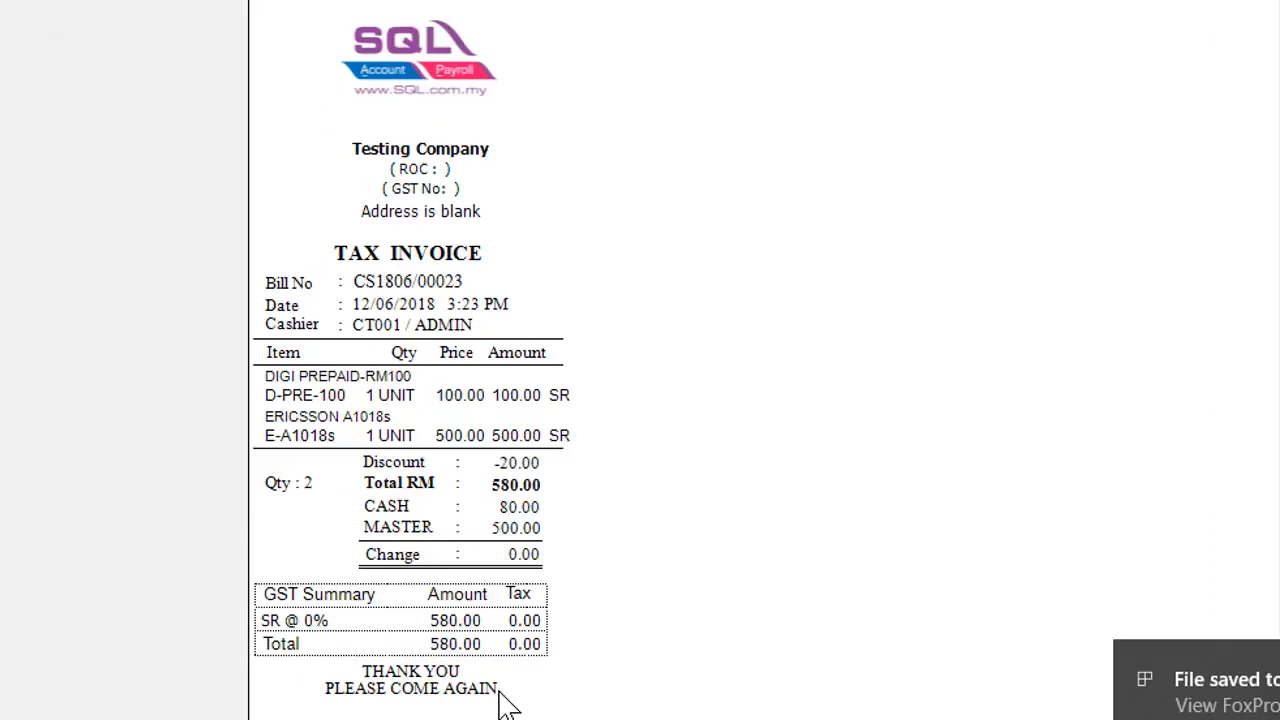 SQL
Account Payroll
www.SQL.com.my
Testing Company
( ROC : )
( GST No: )
Address is blank
TAX INVOICE
Bill No : CS1806/00023
Date : 12/06/2018 3:23 PM
Cashier : CT001 / ADMIN
Item Qty Price Amount
DIGI PREPAID-RM100
D-PRE-100 1 UNIT 100.00 100.00 SR
ERICSSON A1018s
E-A1018s 1 UNIT 500.00 500.00 SR
Discount : -20.00
Qty : 2 Total RM : 580.00
CASH : 80.00
MASTER : 500.00
Change : 0.00
GST Summary Amount Tax
SR @ 0% 580.00 0.00
Total 580.00 0.00
THANK YOU
PLEASE COME AGAIN
File saved to
View FoxPro